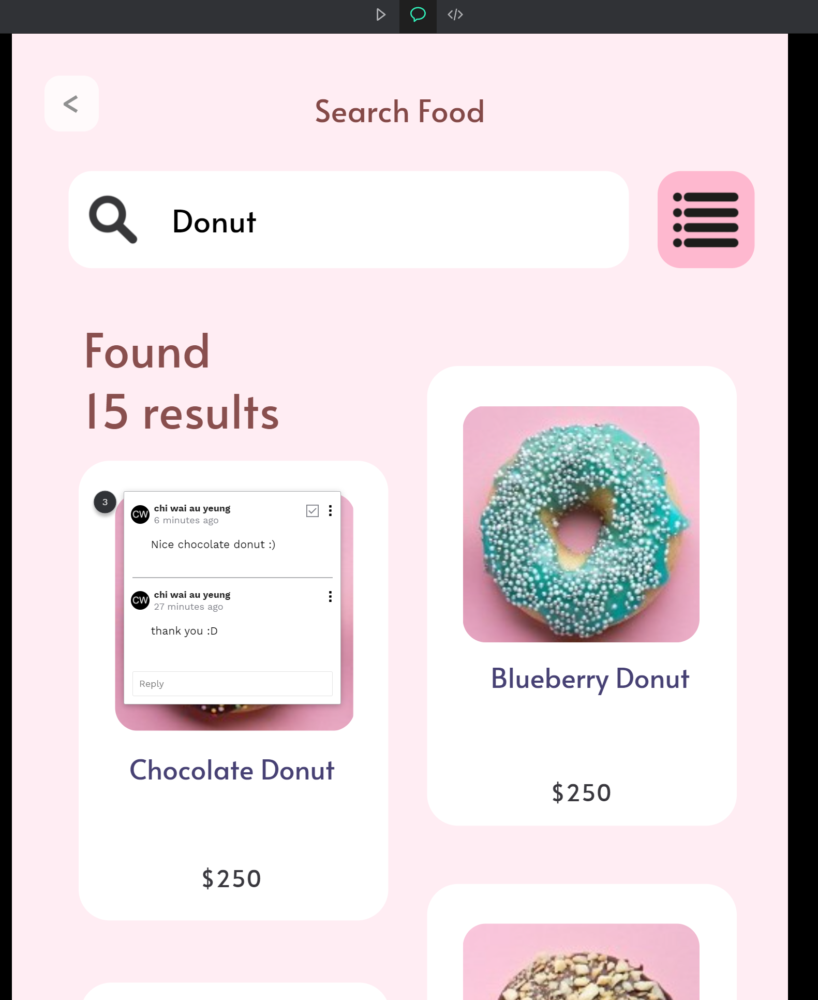 Search Food
Donut
Found
15 results
3
CW
chi wai au yeung
6 minutes ago
Nice chocolate donut :)
CW
chi wai au yeung
27 minutes ago
thank you :D
Reply
Chocolate Donut
$250
Blueberry Donut
$250